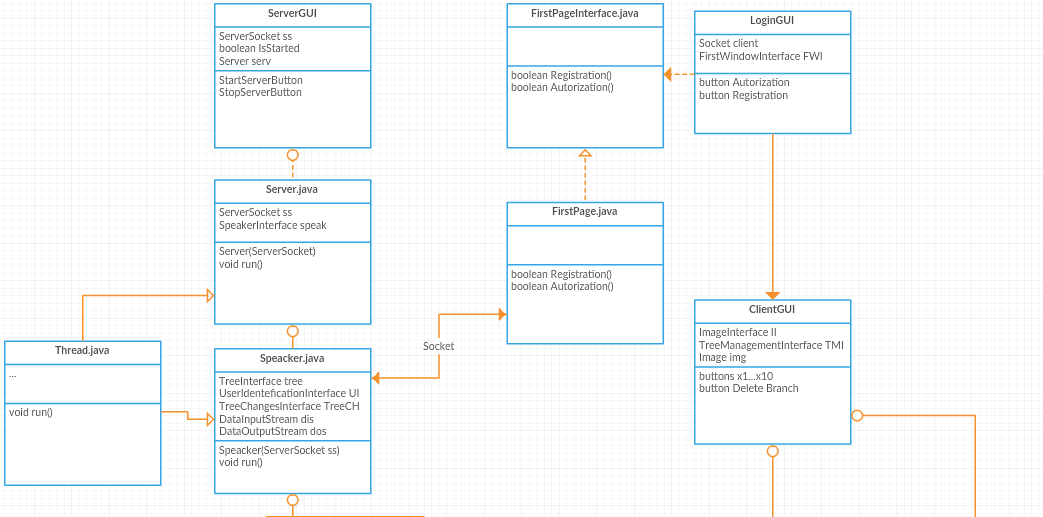 ServerGUI
ServerSocket ss
boolean IsStarted
Server serv
StartServerButton
StopServerButton
FirstPageInterface.java
boolean Registration()
boolean Autorization()
LoginGUI
Socket client
FirstWindowInterface FWI
button Autorization
button Registration
Server.java
ServerSocket ss
SpeakerInterface speak
Server(ServerSocket)
void run()
FirstPage.java
boolean Registration()
boolean Autorization()
Thread.java
...
void run()
Speacker.java
TreeInterface tree
UserIdenteficationInterface UI
TreeChangesInterface TreeCH
DataInputStream dis
DataOutputStream dos
Speacker(ServerSocket ss)
void run()
Socket
ClientGUI
ImageInterface II
TreeManagementInterface TMI
Image img
buttons x1...x10
button Delete Branch